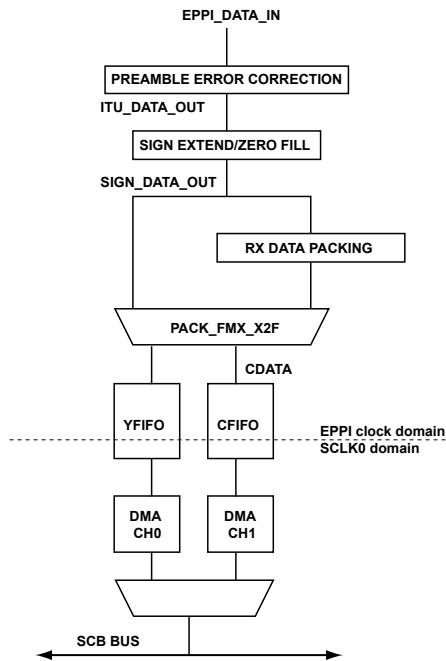 EPPI_DATA_IN
PREAMBLE ERROR CORRECTION
ITU_DATA_OUT
SIGN EXTEND/ZERO FILL
SIGN_DATA_OUT
RX DATA PACKING
PACK_FMX_X2F
CDATA
YFIFO
CFIFO
EPPI clock domain
SCLK0 domain
DMA
CH0
DMA
CH1
SCB BUS